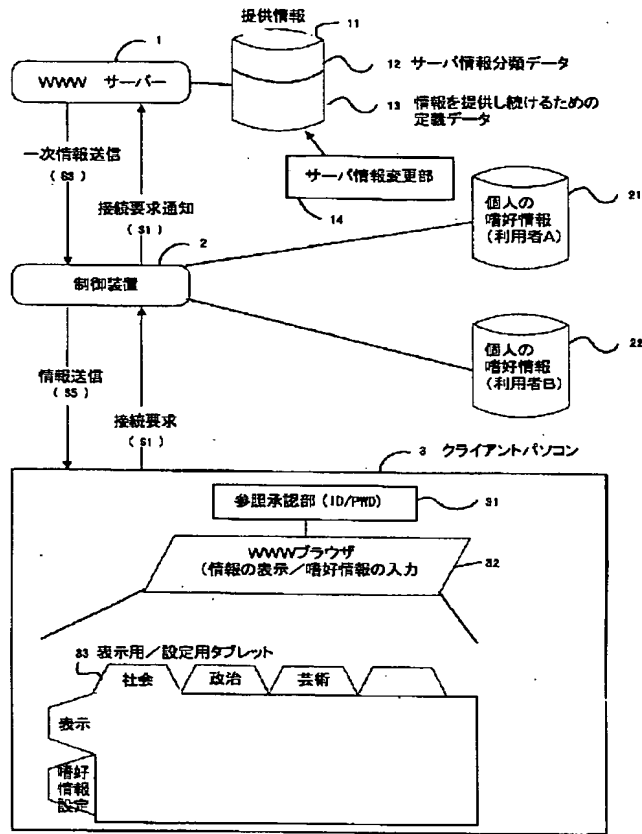 提供情報
11
1
WWW サーバー
12 サーバ情報分類データ
13 情報を提供し続けるための
定義データ
一次情報送信
(S3)
接続要求通知
(S1)
サーバ情報変更部
14
個人の
嗜好情報
(利用者A)
21
2
制御装置
個人の
嗜好情報
(利用者B)
22
情報送信
(S5)
接続要求
(S1)
3 クライアントパソコン
参照承認部(ID/PWD)
31
WWWブラウザ
(情報の表示/嗜好情報の入力
32
33 表示用/設定用タブレット
社会
政治
芸術
表示
嗜好
情報
設定